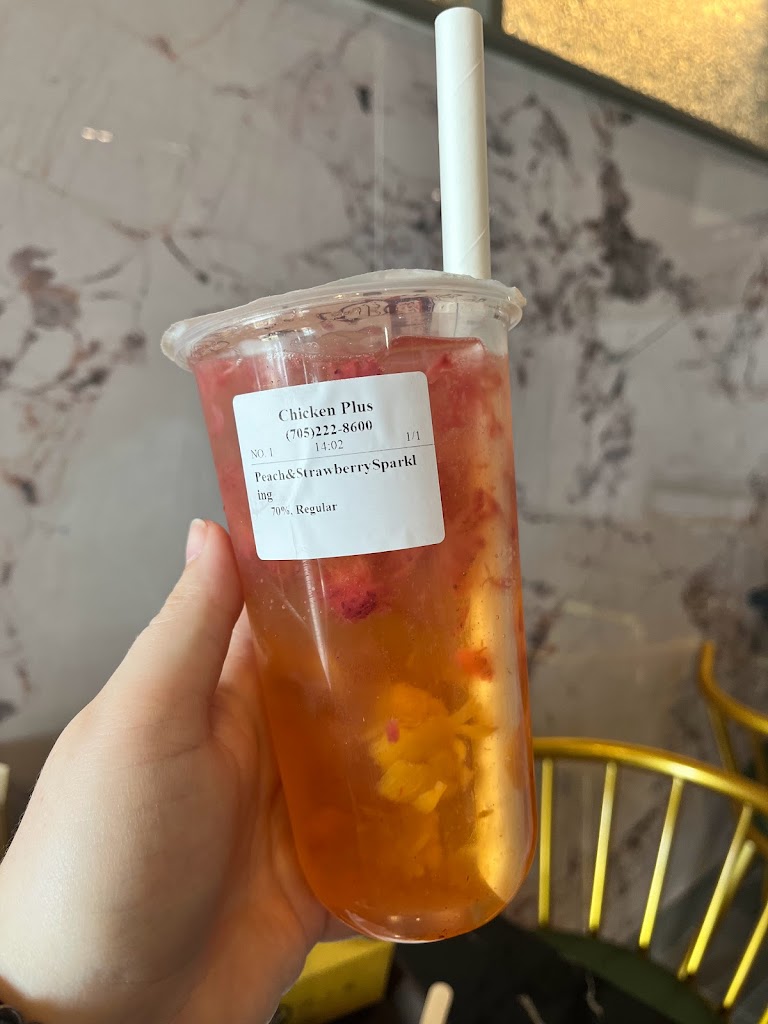 Chicken Plus
(705)222-8600
NO. 1 14:02 1/1
Peach&StrawberrySparkl
ing
70%, Regular